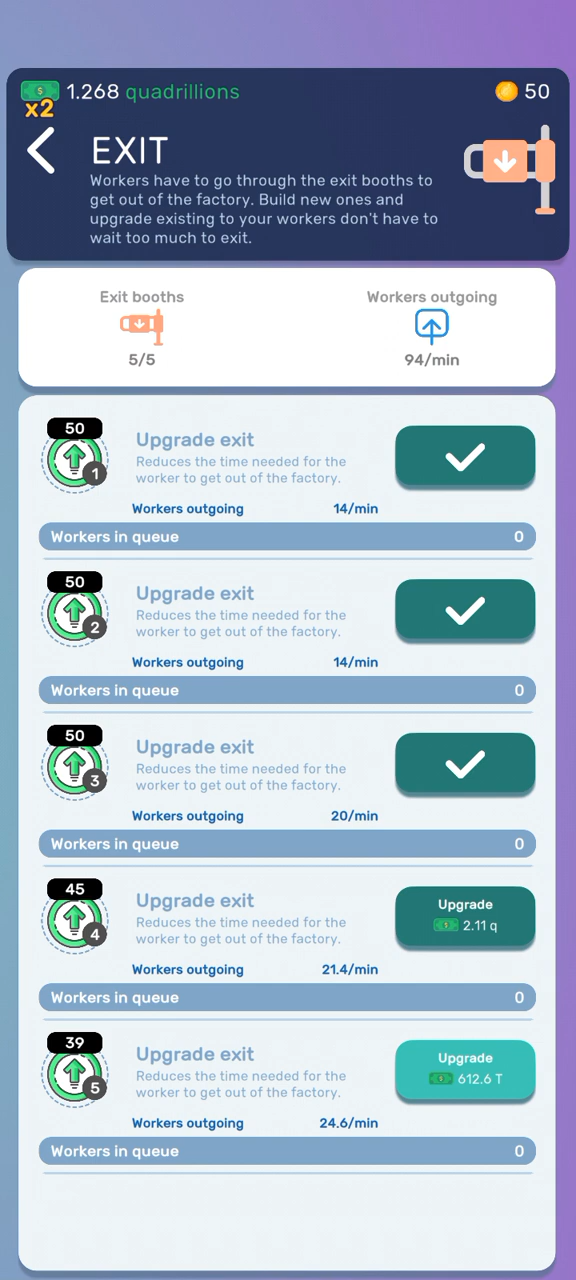 1.268 quadrillions
50
x2
EXIT
Workers have to go through the exit booths to
get out of the factory. Build new ones and
upgrade existing to your workers don't have to
wait too much to exit.
Exit booths
Workers outgoing
5/5
94/min
50
1
Upgrade exit
Reduces the time needed for the
worker to get out of the factory.
Workers outgoing 14/min
Workers in queue 0
50
2
Upgrade exit
Reduces the time needed for the
worker to get out of the factory.
Workers outgoing 14/min
Workers in queue 0
50
3
Upgrade exit
Reduces the time needed for the
worker to get out of the factory.
Workers outgoing 20/min
Workers in queue 0
45
4
Upgrade exit
Reduces the time needed for the
worker to get out of the factory.
Upgrade
2.11 q
Workers outgoing 21.4/min
Workers in queue 0
39
5
Upgrade exit
Reduces the time needed for the
worker to get out of the factory.
Upgrade
612.6 T
Workers outgoing 24.6/min
Workers in queue 0